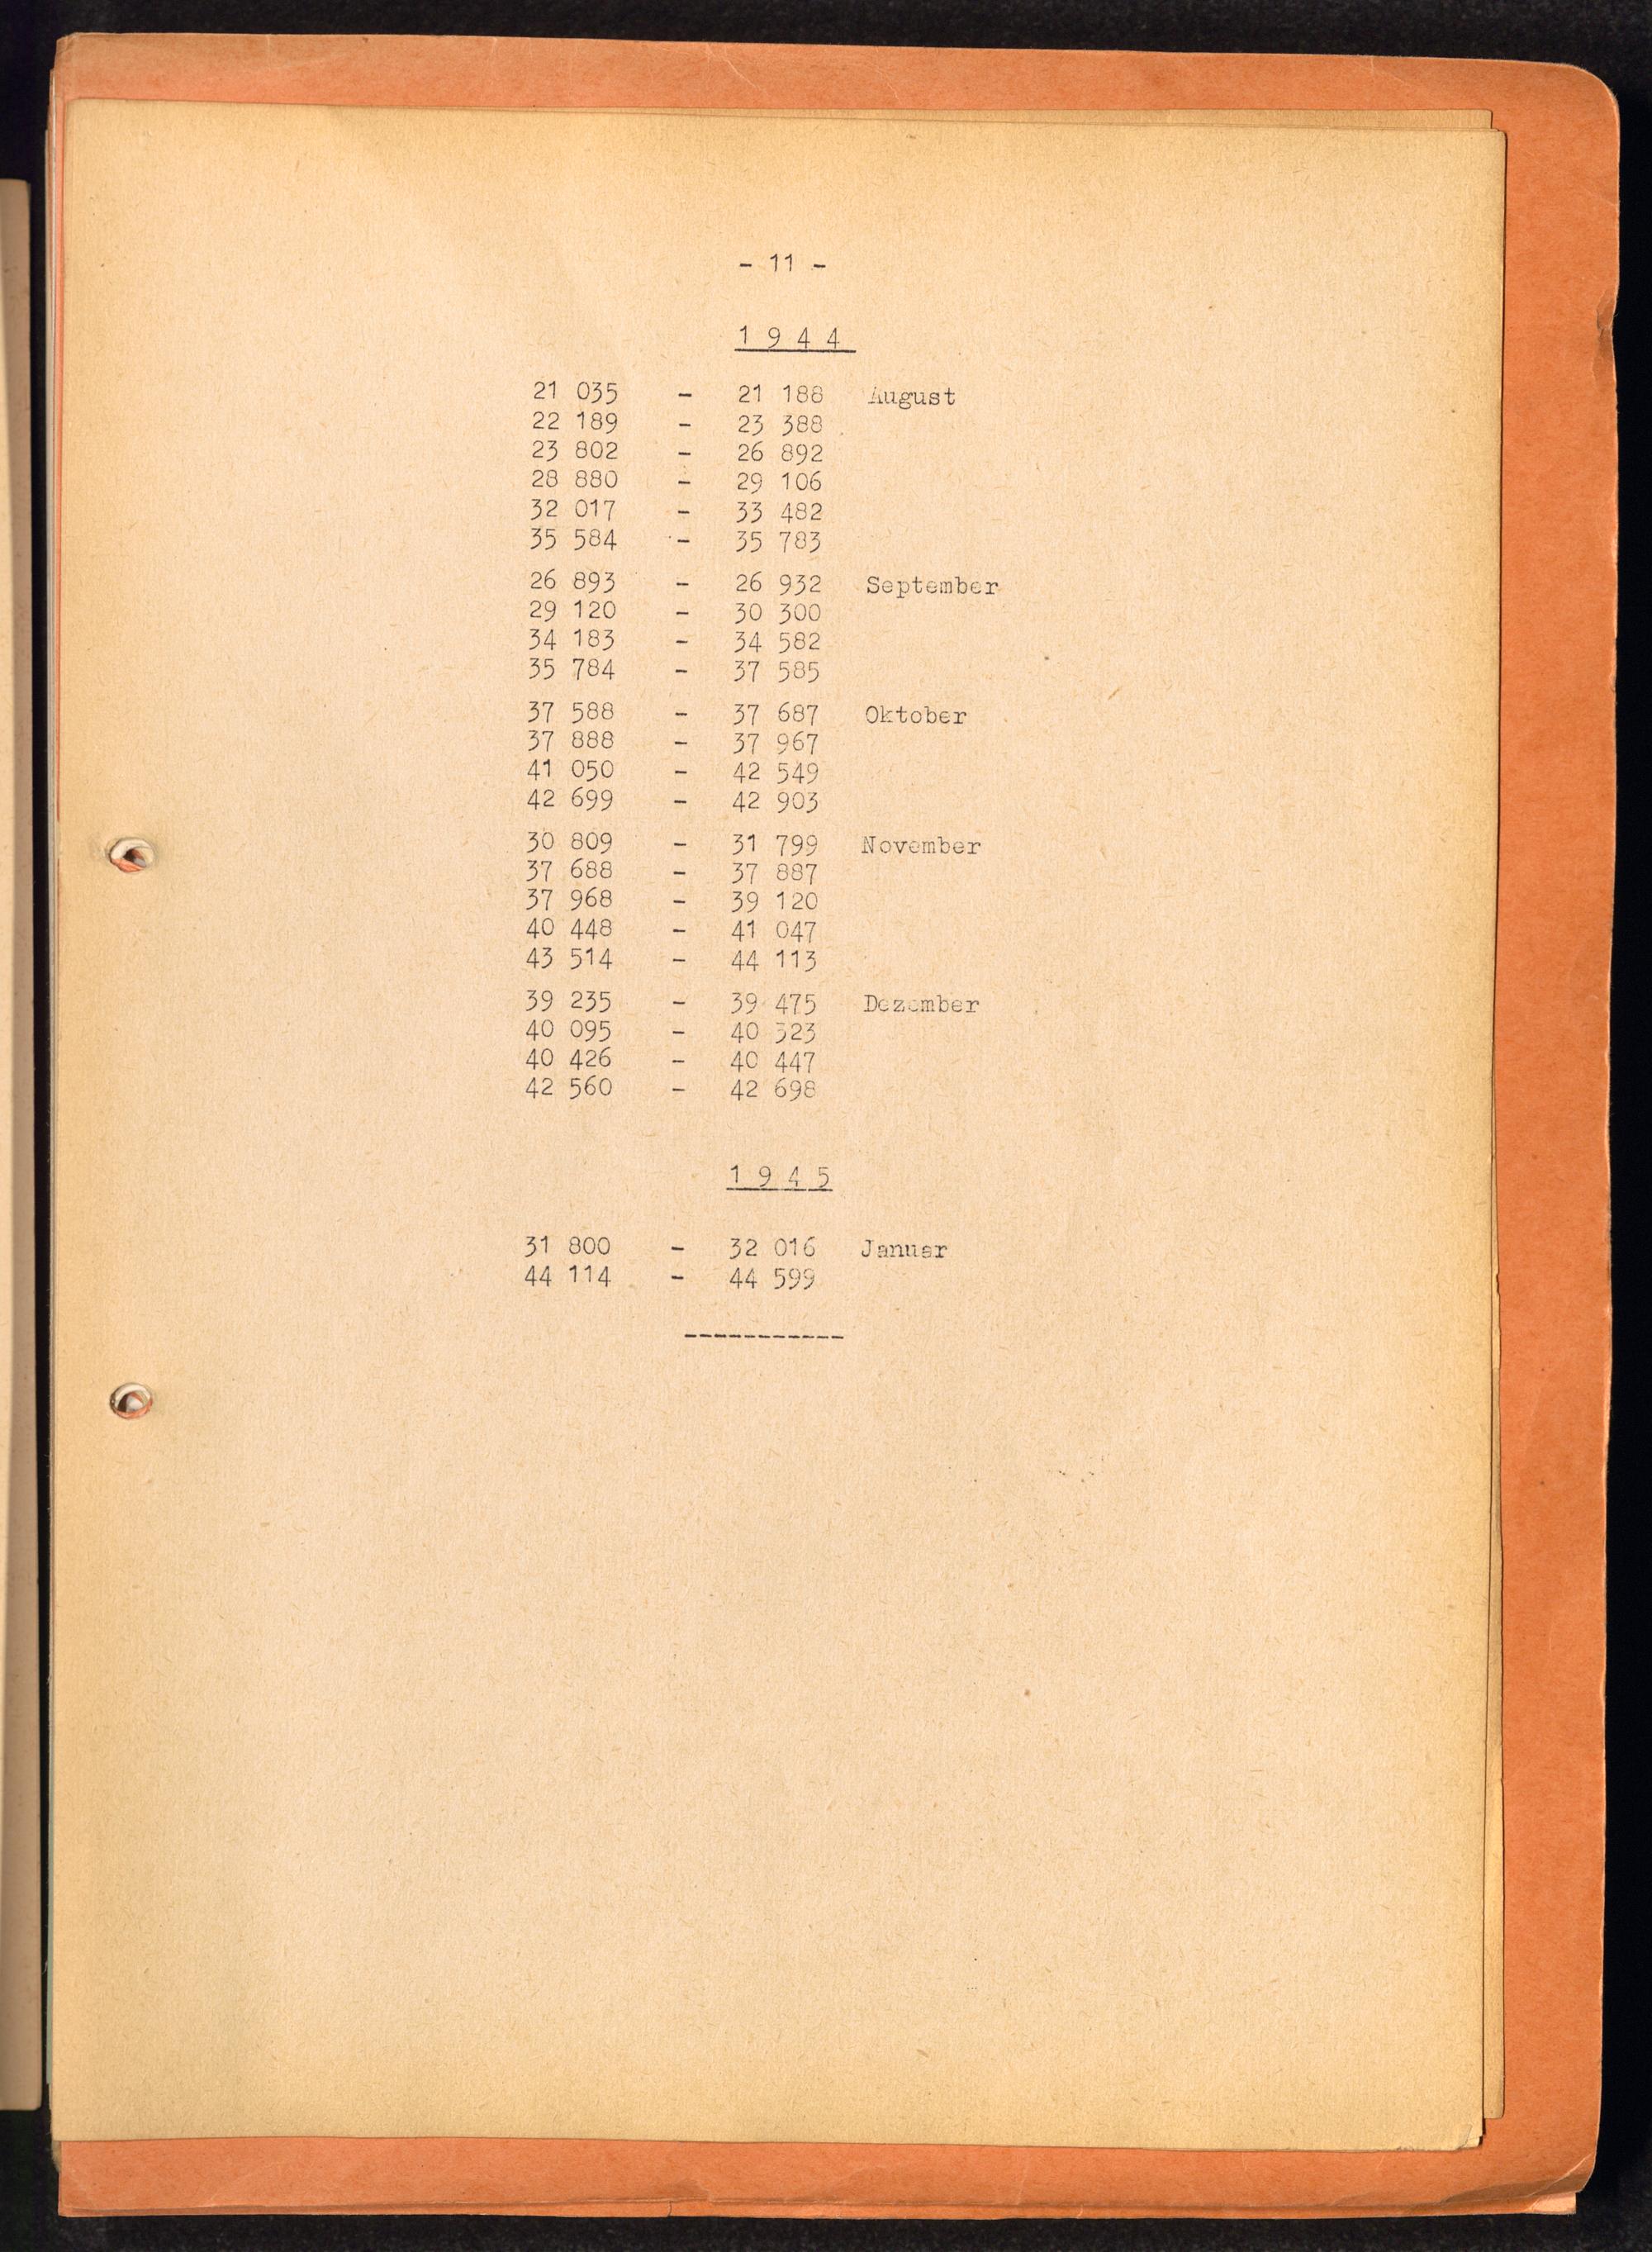 - 11 -
1 9 4 4
21 035 - 21 188 August
22 189 - 23 388
23 802 - 26 892
28 880 - 29 106
32 017 - 33 482
35 584 - 35 783
26 893 - 26 932 September
29 120 - 30 300
34 183 - 34 582
35 784 - 37 585
37 588 - 37 687 Oktober
37 888 - 37 967
41 050 - 42 549
42 699 - 42 903
30 809 - 31 799 November
37 688 - 37 887
37 968 - 39 120
40 448 - 41 047
43 514 - 44 113
39 235 - 39 475 Dezember
40 095 - 40 323
40 426 - 40 447
42 560 - 42 698
1 9 4 5
31 800 - 32 016 Januar
44 114 - 44 599
-----------